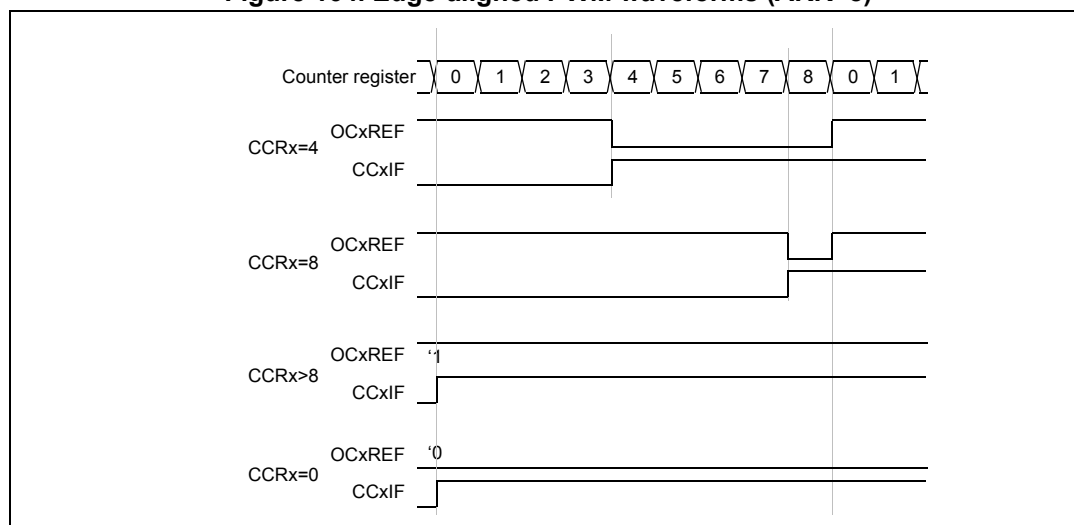 Counter register 0 1 2 3 4 5 6 7 8 0 1
OCxREF
CCRx=4
CCxIF
OCxREF
CCRx=8
CCxIF
OCxREF ‘1
CCRx>8
CCxIF
OCxREF ‘0
CCRx=0
CCxIF